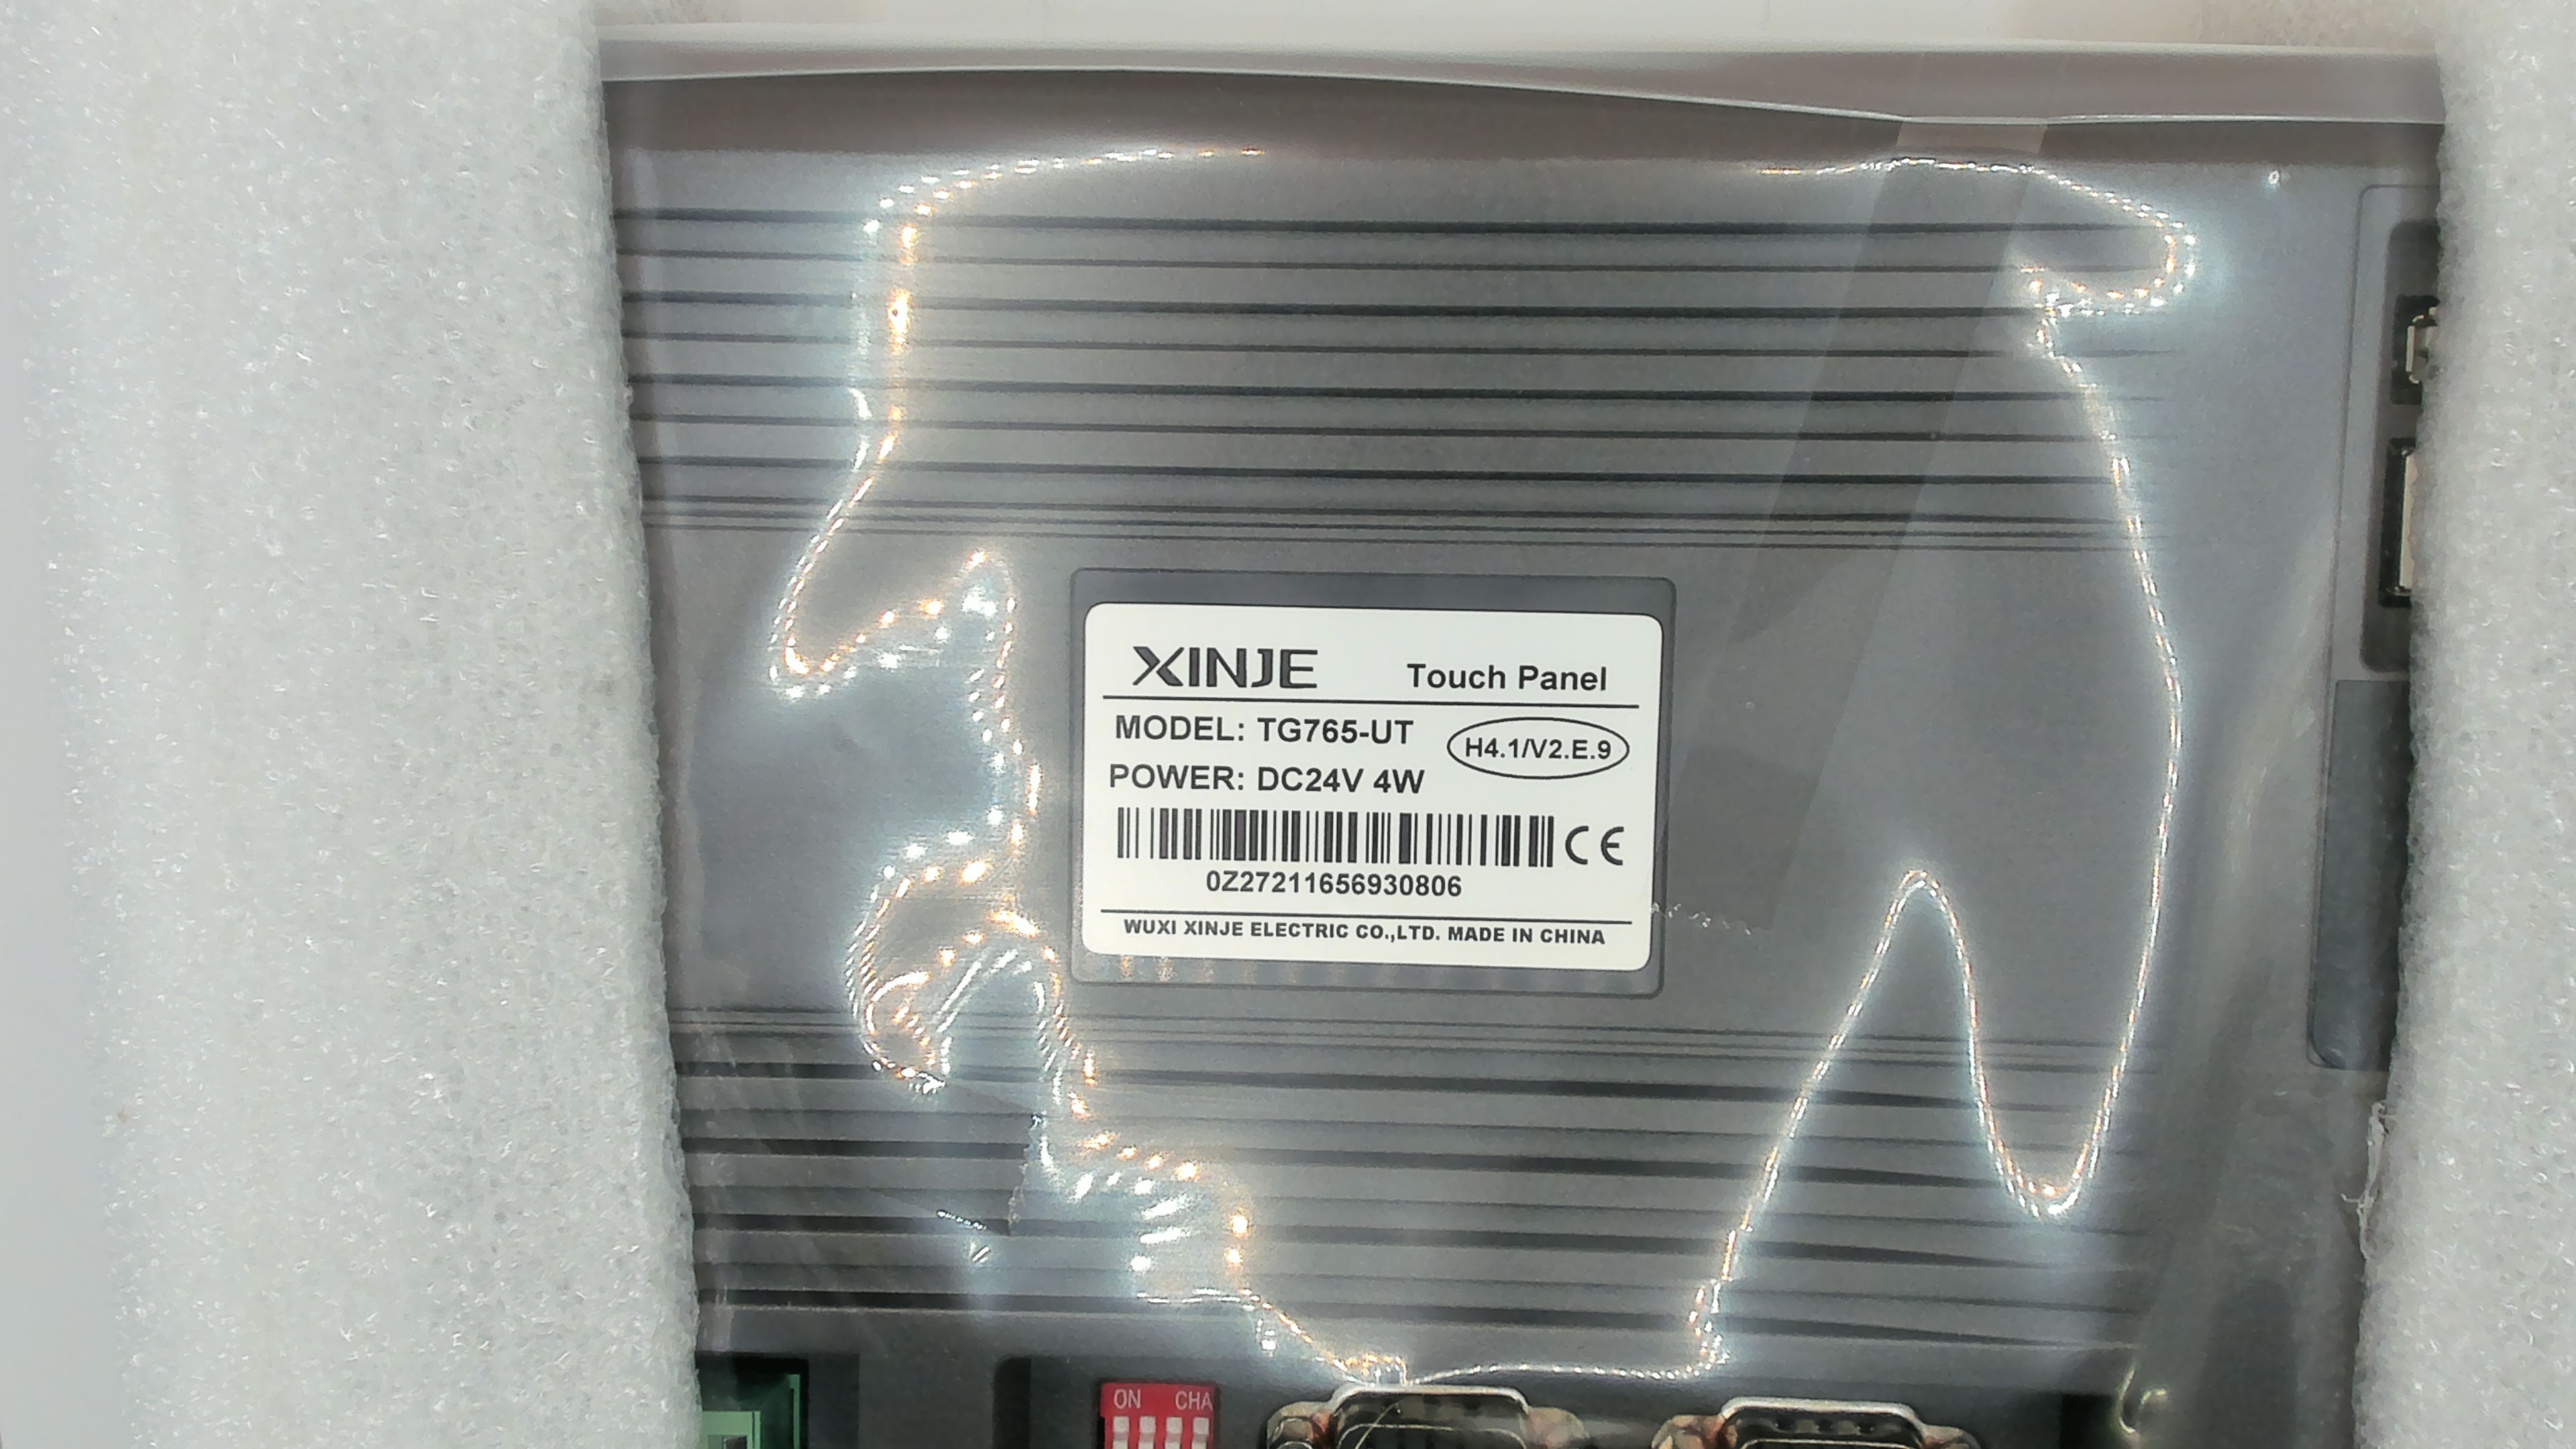 XINJE Touch Panel
MODEL: TG765-UT
H4.1/V2.E.9
POWER: DC24V 4W
CE
0Z27211656930806
WUXI XINJE ELECTRIC CO.,LTD. MADE IN CHINA
ON CHA